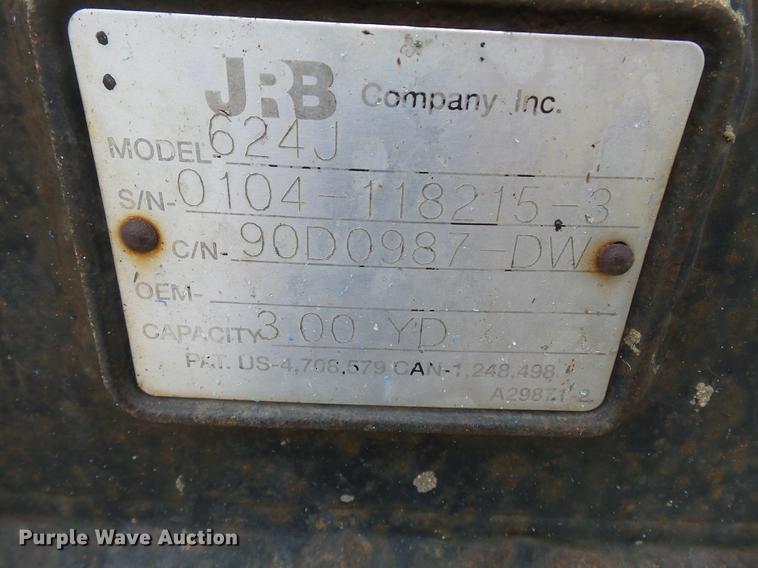 JRB Company Inc.
MODEL 624J
S/N- 0104-118215-3
C/N- 90D0987-DW
OEM-
CAPACITY 3.00 YD
PAT. US-4,708,579 CAN-1,248,498
A29871-2
Purple Wave Auction